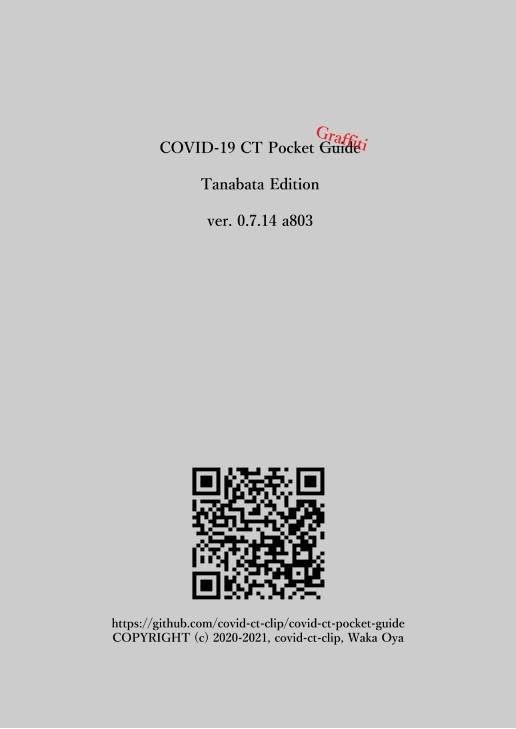 Graffiti
COVID-19 CT Pocket Guide
Tanabata Edition
ver. 0.7.14 a803
https://github.com/covid-ct-clip/covid-ct-pocket-guide
COPYRIGHT (c) 2020-2021, covid-ct-clip, Waka Oya